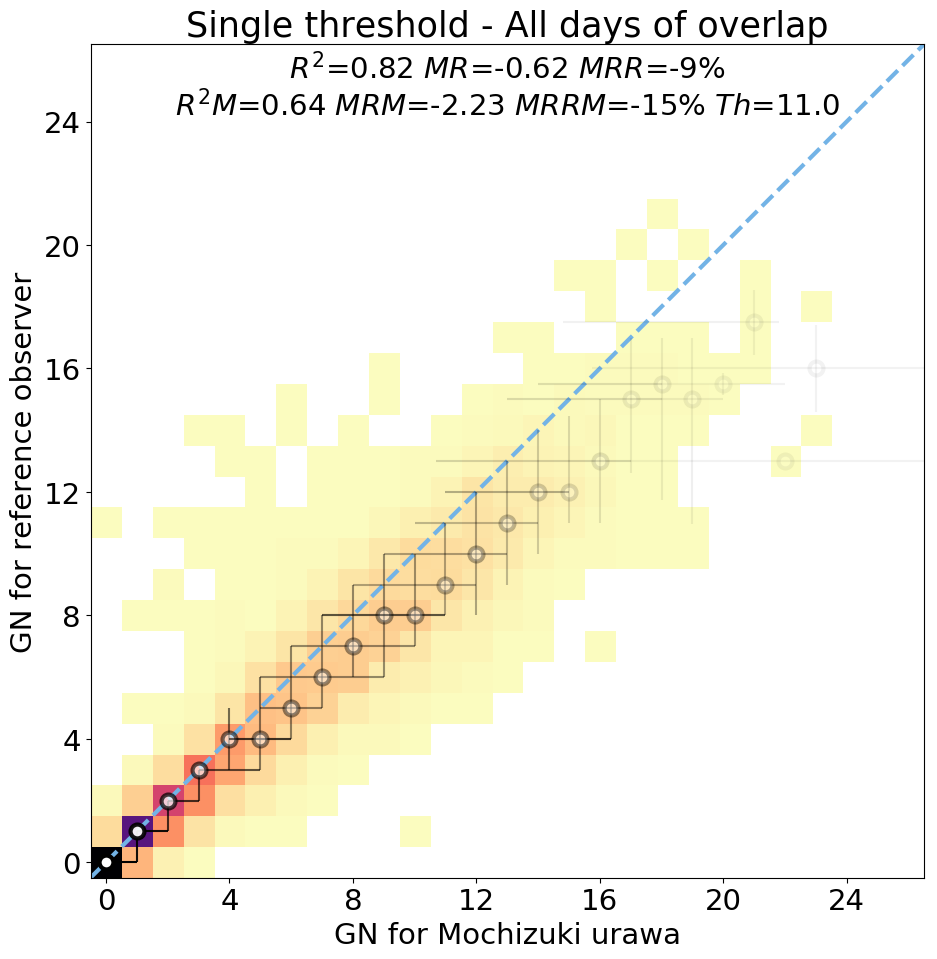 Single threshold - All days of overlap
R²=0.82 MR=-0.62 MRR=-9%
R²M=0.64 MRM=-2.23 MRRM=-15% Th=11.0
24
20
16
12
8
4
0
GN for reference observer
0 4 8 12 16 20 24
GN for Mochizuki urawa